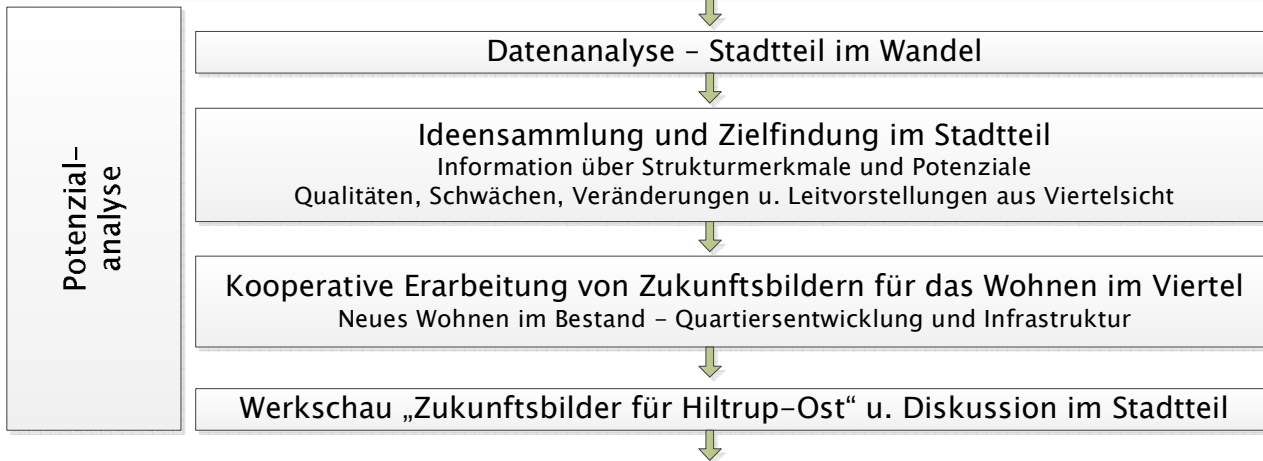 Potenzial-
analyse
Datenanalyse – Stadtteil im Wandel
Ideensammlung und Zielfindung im Stadtteil
Information über Strukturmerkmale und Potenziale
Qualitäten, Schwächen, Veränderungen u. Leitvorstellungen aus Viertelsicht
Kooperative Erarbeitung von Zukunftsbildern für das Wohnen im Viertel
Neues Wohnen im Bestand – Quartiersentwicklung und Infrastruktur
Werkschau „Zukunftsbilder für Hiltrup-Ost“ u. Diskussion im Stadtteil